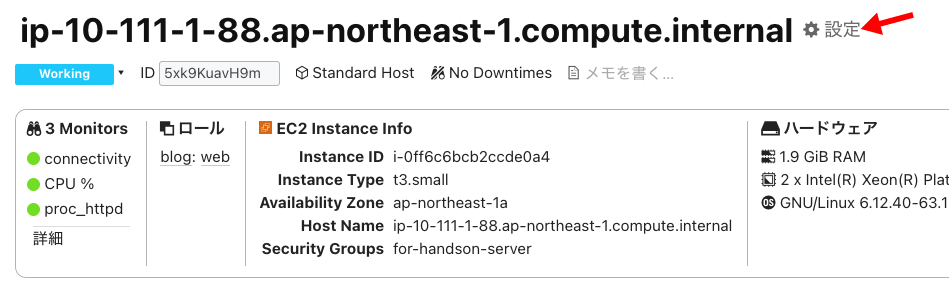 ip-10-111-1-88.ap-northeast-1.compute.internal 設定
Working ID 5xk9KuavH9m Standard Host No Downtimes メモを書く...
3 Monitors
connectivity
CPU %
proc_httpd
詳細
ロール
blog: web
EC2 Instance Info
Instance ID i-0ff6c6bcb2ccde0a4
Instance Type t3.small
Availability Zone ap-northeast-1a
Host Name ip-10-111-1-88.ap-northeast-1.compute.internal
Security Groups for-handson-server
ハードウェア
1.9 GiB RAM
2 x Intel(R) Xeon(R) Plat
GNU/Linux 6.12.40-63.1